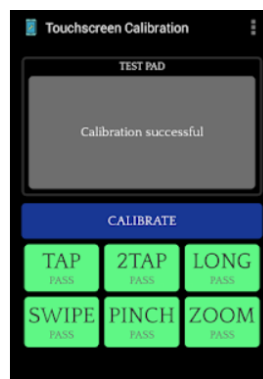 Touchscreen Calibration
TEST PAD
Calibration successful
CALIBRATE
TAP 2TAP LONG
PASS PASS PASS
SWIPE PINCH ZOOM
PASS PASS PASS